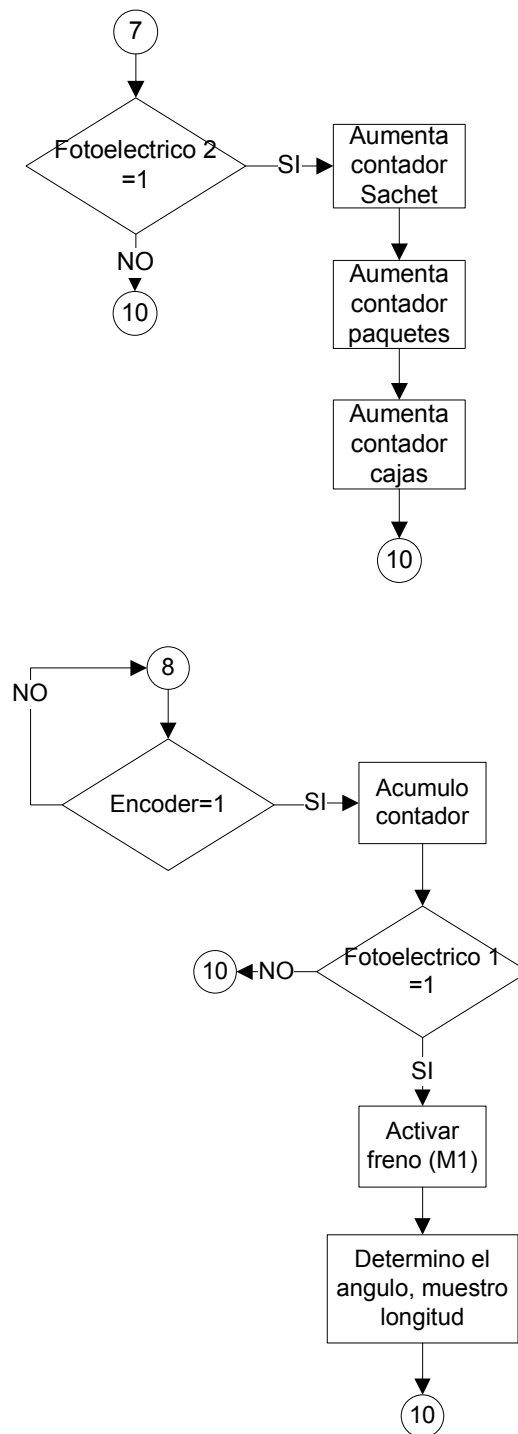 7
Fotoelectrico 2
=1
SI
Aumenta
contador
Sachet
NO
10
Aumenta
contador
paquetes
Aumenta
contador
cajas
10
8
NO
Encoder=1
SI
Acumulo
contador
Fotoelectrico 1
=1
NO
10
SI
Activar
freno (M1)
Determino el
angulo, muestro
longitud
10